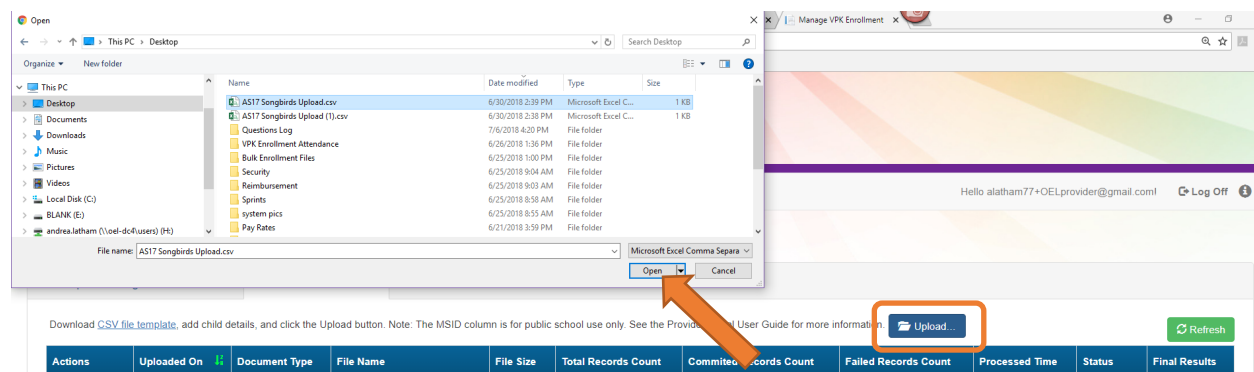 Open
Manage VPK Enrollment
This PC > Desktop
Search Desktop
Organize
New folder
This PC
Desktop
Documents
Downloads
Music
Pictures
Videos
Local Disk (C:)
BLANK (E:)
andrea.latham (\\oel-dc4\users) (H:)
Name Date modified Type Size
AS17 Songbirds Upload.csv 6/30/2018 2:39 PM Microsoft Excel C... 1 KB
AS17 Songbirds Upload (1).csv 6/30/2018 2:38 PM Microsoft Excel C... 1 KB
Questions Log 7/6/2018 4:20 PM File folder
VPK Enrollment Attendance 6/26/2018 1:36 PM File folder
Bulk Enrollment Files 6/25/2018 1:00 PM File folder
Security 6/25/2018 9:04 AM File folder
Reimbursement 6/25/2018 9:03 AM File folder
Sprints 6/25/2018 8:58 AM File folder
system pics 6/25/2018 8:55 AM File folder
Pay Rates 6/21/2018 3:59 PM File folder
File name: AS17 Songbirds Upload.csv
Microsoft Excel Comma Separa
Open Cancel
Hello alatham77+OELprovider@gmail.com! Log Off
Download CSV file template, add child details, and click the Upload button. Note: The MSID column is for public school use only. See the User Guide for more information. Upload...
Refresh
Actions Uploaded On Document Type File Name File Size Total Records Count Commited Records Count Failed Records Count Processed Time Status Final Results